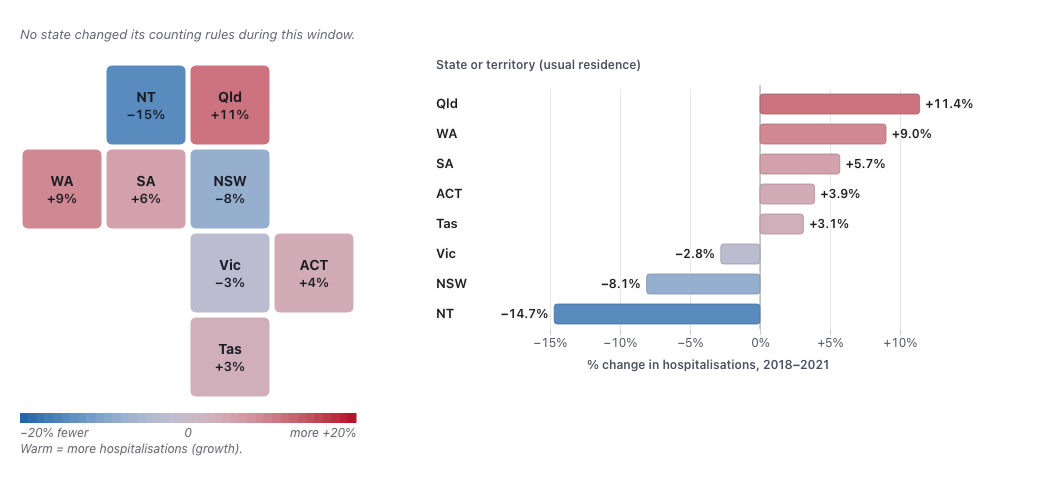 No state changed its counting rules during this window.
NT
−15%
Qld
+11%
WA
+9%
SA
+6%
NSW
−8%
Vic
−3%
ACT
+4%
Tas
+3%
−20% fewer
0
more +20%
Warm = more hospitalisations (growth).
State or territory (usual residence)
Qld
+11.4%
WA
+9.0%
SA
+5.7%
ACT
+3.9%
Tas
+3.1%
Vic
−2.8%
NSW
−8.1%
NT
−14.7%
−15%
−10%
−5%
0%
+5%
+10%
% change in hospitalisations, 2018–2021